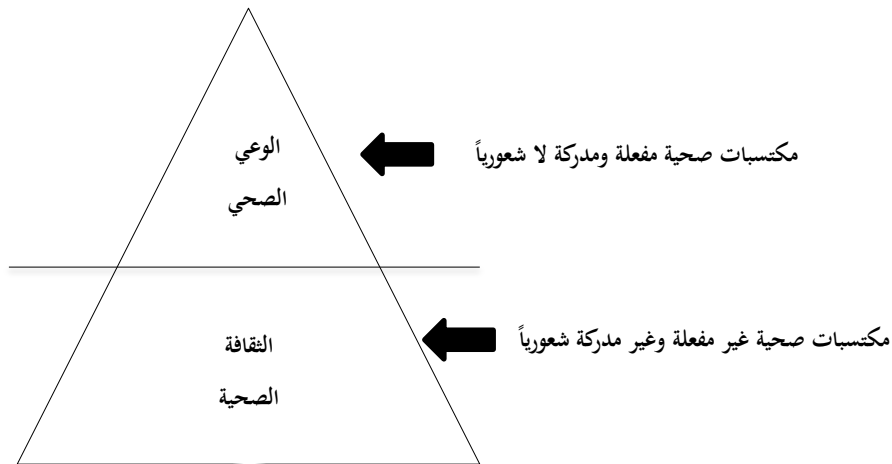 الوعي
الصحي
مكتسبات صحية مفعلة ومدركة لا شعورياً
الثقافة
الصحية
مكتسبات صحية غير مفعلة وغير مدركة شعورياً